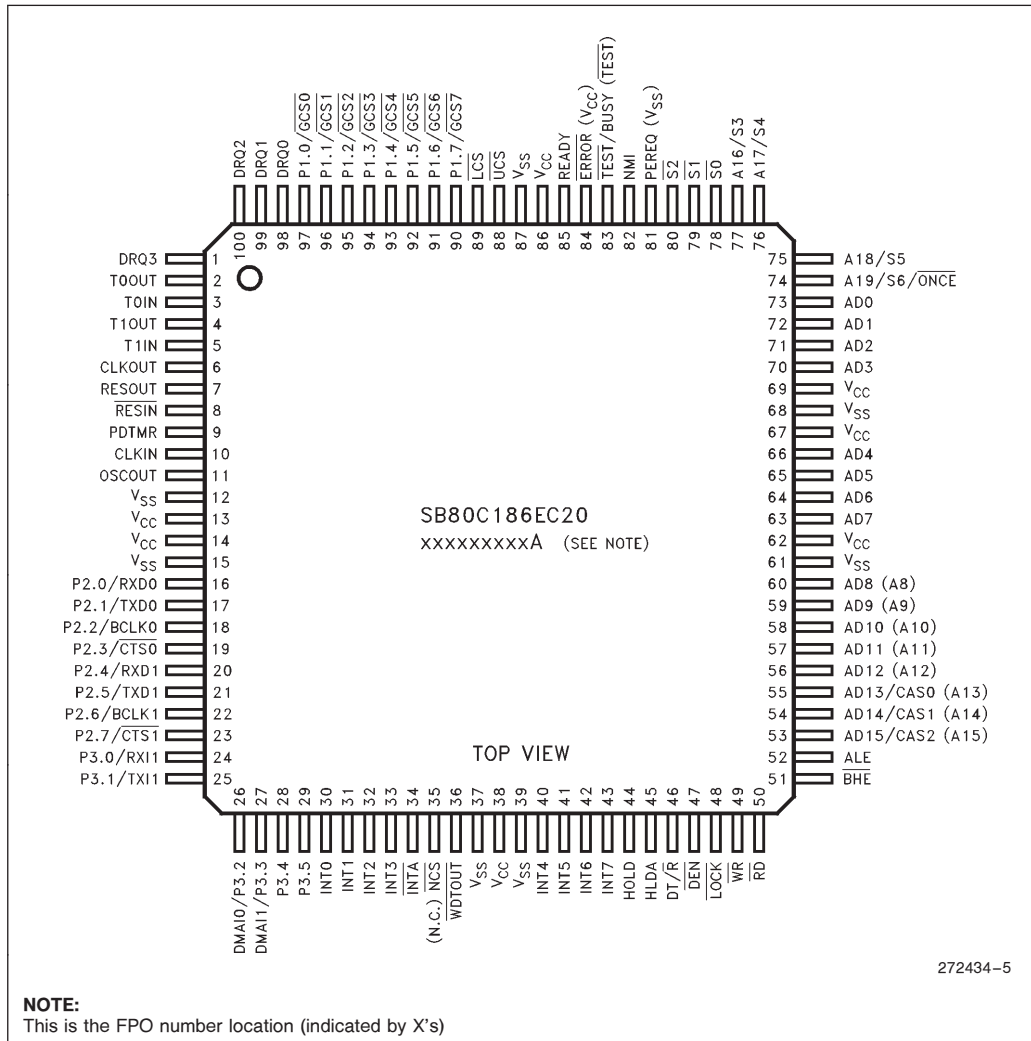 DRQ2
DRQ1
DRQ0
P1.0/GCS0
P1.1/GCS1
P1.2/GCS2
P1.3/GCS3
P1.4/GCS4
P1.5/GCS5
P1.6/GCS6
P1.7/GCS7
LCS
UCS
VSS
VCC
READY
ERROR (VCC)
TEST/BUSY (TEST)
NMI
PEREQ (VSS)
S2
S1
S0
A16/S3
A17/S4
100 99 98 97 96 95 94 93 92 91 90 89 88 87 86 85 84 83 82 81 80 79 78 77 76
DRQ3 1
T0OUT 2
T0IN 3
T1OUT 4
T1IN 5
CLKOUT 6
RESOUT 7
RESIN 8
PDTMR 9
CLKIN 10
OSCOUT 11
VSS 12
VCC 13
VCC 14
VSS 15
P2.0/RXD0 16
P2.1/TXD0 17
P2.2/BCLK0 18
P2.3/CTS0 19
P2.4/RXD1 20
P2.5/TXD1 21
P2.6/BCLK1 22
P2.7/CTS1 23
P3.0/RXI1 24
P3.1/TXI1 25
SB80C186EC20
XXXXXXXXXA (SEE NOTE)
TOP VIEW
75 A18/S5
74 A19/S6/ONCE
73 AD0
72 AD1
71 AD2
70 AD3
69 VCC
68 VSS
67 VCC
66 AD4
65 AD5
64 AD6
63 AD7
62 VCC
61 VSS
60 AD8 (A8)
59 AD9 (A9)
58 AD10 (A10)
57 AD11 (A11)
56 AD12 (A12)
55 AD13/CAS0 (A13)
54 AD14/CAS1 (A14)
53 AD15/CAS2 (A15)
52 ALE
51 BHE
26 27 28 29 30 31 32 33 34 35 36 37 38 39 40 41 42 43 44 45 46 47 48 49 50
DMAI0/P3.2
DMAI1/P3.3
P3.4
P3.5
INT0
INT1
INT2
INT3
INTA
(N.C.) NCS
WDTOUT
VSS
VCC
VSS
INT4
INT5
INT6
INT7
HOLD
HLDA
DT/R
DEN
LOCK
WR
RD
272434-5
NOTE:
This is the FPO number location (indicated by X's)